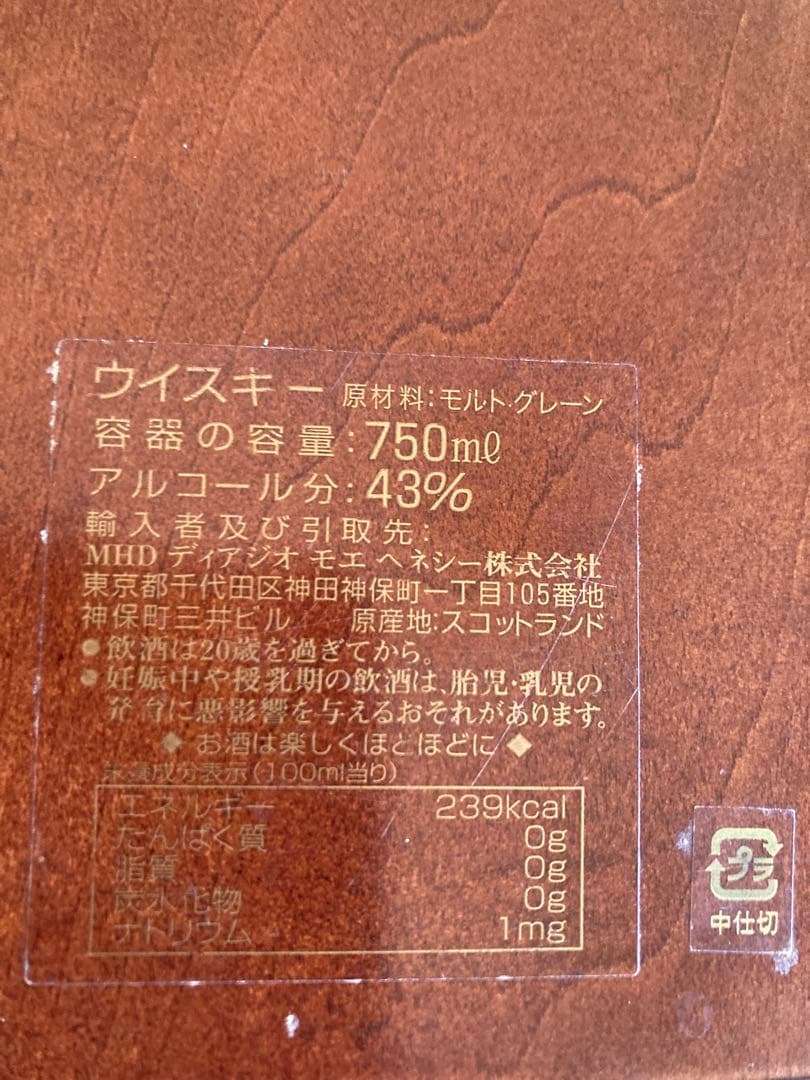 ウイスキー 原材料:モルト・グレーン
容器の容量:750mℓ
アルコール分:43%
輸入者及び引取先:
MHD ディアジオ モエ ヘネシー株式会社
東京都千代田区神田神保町一丁目105番地
神保町三井ビル 原産地:スコットランド
●飲酒は20歳を過ぎてから。
●妊娠中や授乳期の飲酒は、胎児・乳児の
発育に悪影響を与えるおそれがあります。
◆ お酒は楽しくほどほどに ◆
栄養成分表示(100ml当り)
エネルギー 239kcal
たんぱく質 0g
脂質 0g
炭水化物 0g
ナトリウム 1mg
プラ
中仕切